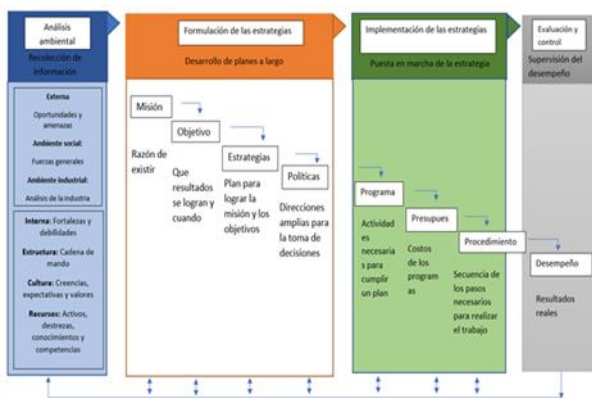 Análisis
ambiental
Recolección de
información
Externa
Oportunidades y
amenazas
Ambiente social:
Fuerzas generales
Ambiente industrial:
Análisis de la industria
Interna: Fortalezas y
debilidades
Estructura: Cadena de
mando
Cultura: Creencias,
expectativas y valores
Recursos: Activos,
destrezas,
conocimientos y
competencias
Formulación de las estrategias
Desarrollo de planes a largo
Misión
Razón de
existir
Objetivo
Que
resultados
se logran y
cuando
Estrategias
Plan para
lograr la
misión y los
objetivos
Políticas
Direcciones
amplias para
la toma de
decisiones
Implementación de las estrategias
Puesta en marcha de la estrategia
Programa
Actividad
es
necesaria
s para
cumplir
un plan
Presupues
Costos
de los
program
as
Procedimiento
Secuencia de
los pasos
necesarios
para realizar
el trabajo
Evaluación y
control
Supervisión del
desempeño
Desempeño
Resultados
reales